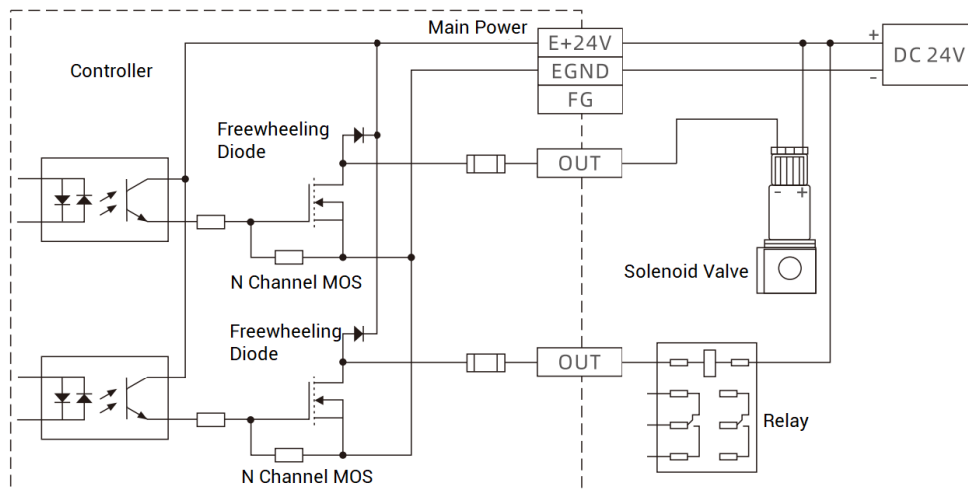 Main Power
E+24V
+
DC 24V
Controller
EGND
-
FG
Freewheeling
Diode
OUT
- +
Solenoid Valve
N Channel MOS
Freewheeling
Diode
OUT
Relay
N Channel MOS